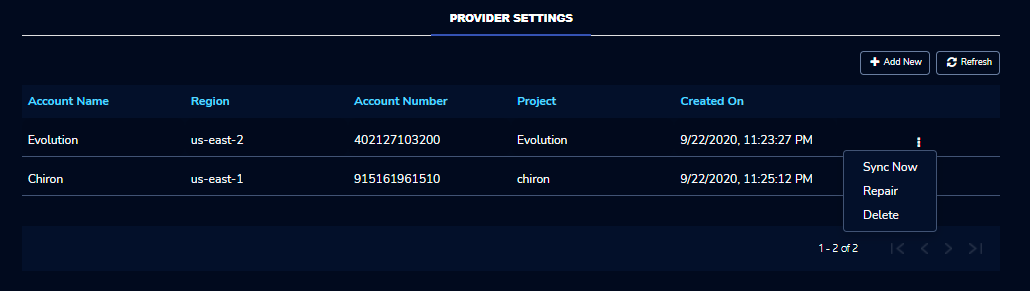 PROVIDER SETTINGS
Add New Refresh
Account Name Region Account Number Project Created On
Evolution us-east-2 402127103200 Evolution 9/22/2020, 11:23:27 PM
Sync Now
Chiron us-east-1 915161961510 chiron 9/22/2020, 11:25:12 PM
Repair
Delete
1 - 2 of 2